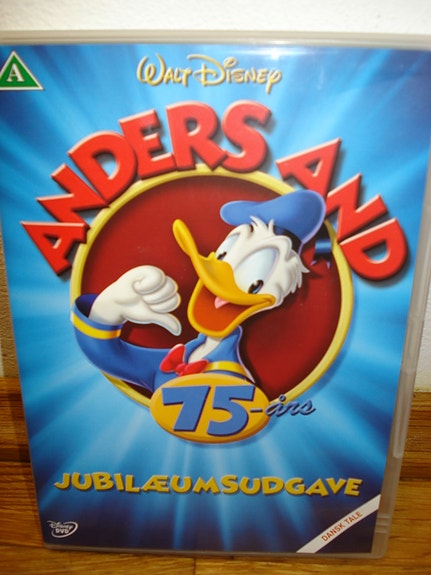 A
WALT DISNEY
ANDERS AND
75-års
JUBILÆUMSUDGAVE
Disney
DVD
DANSK TALE